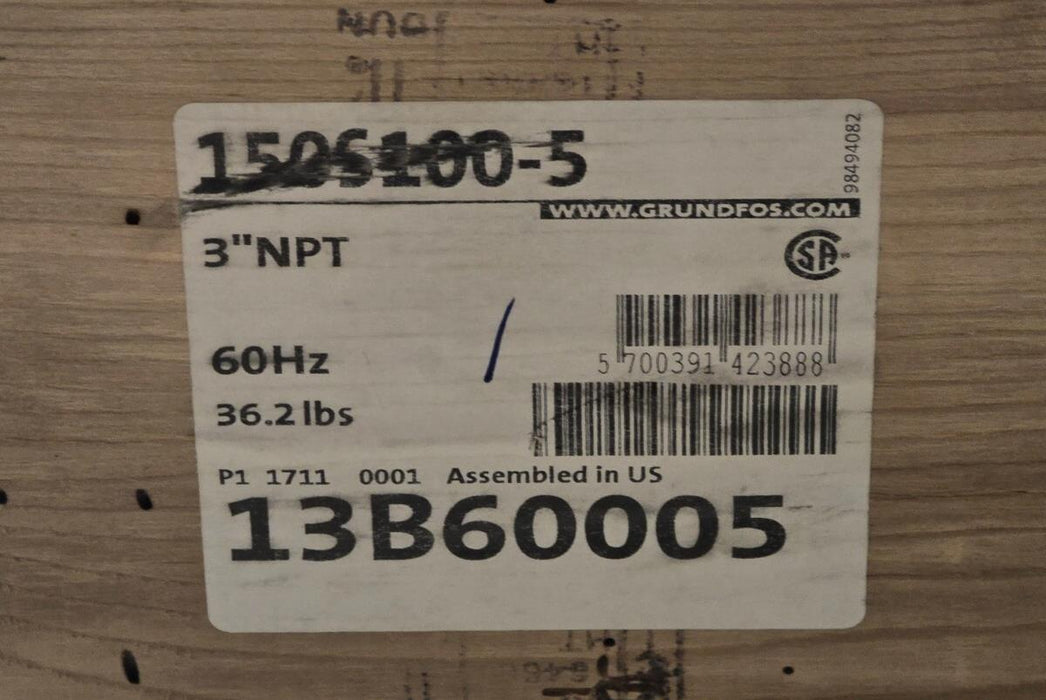 150S100-5
98494082
WWW.GRUNDFOS.COM
3"NPT
SA
60Hz
5 700391 423888
36.2 lbs
P1 1711 0001 Assembled in US
13B60005